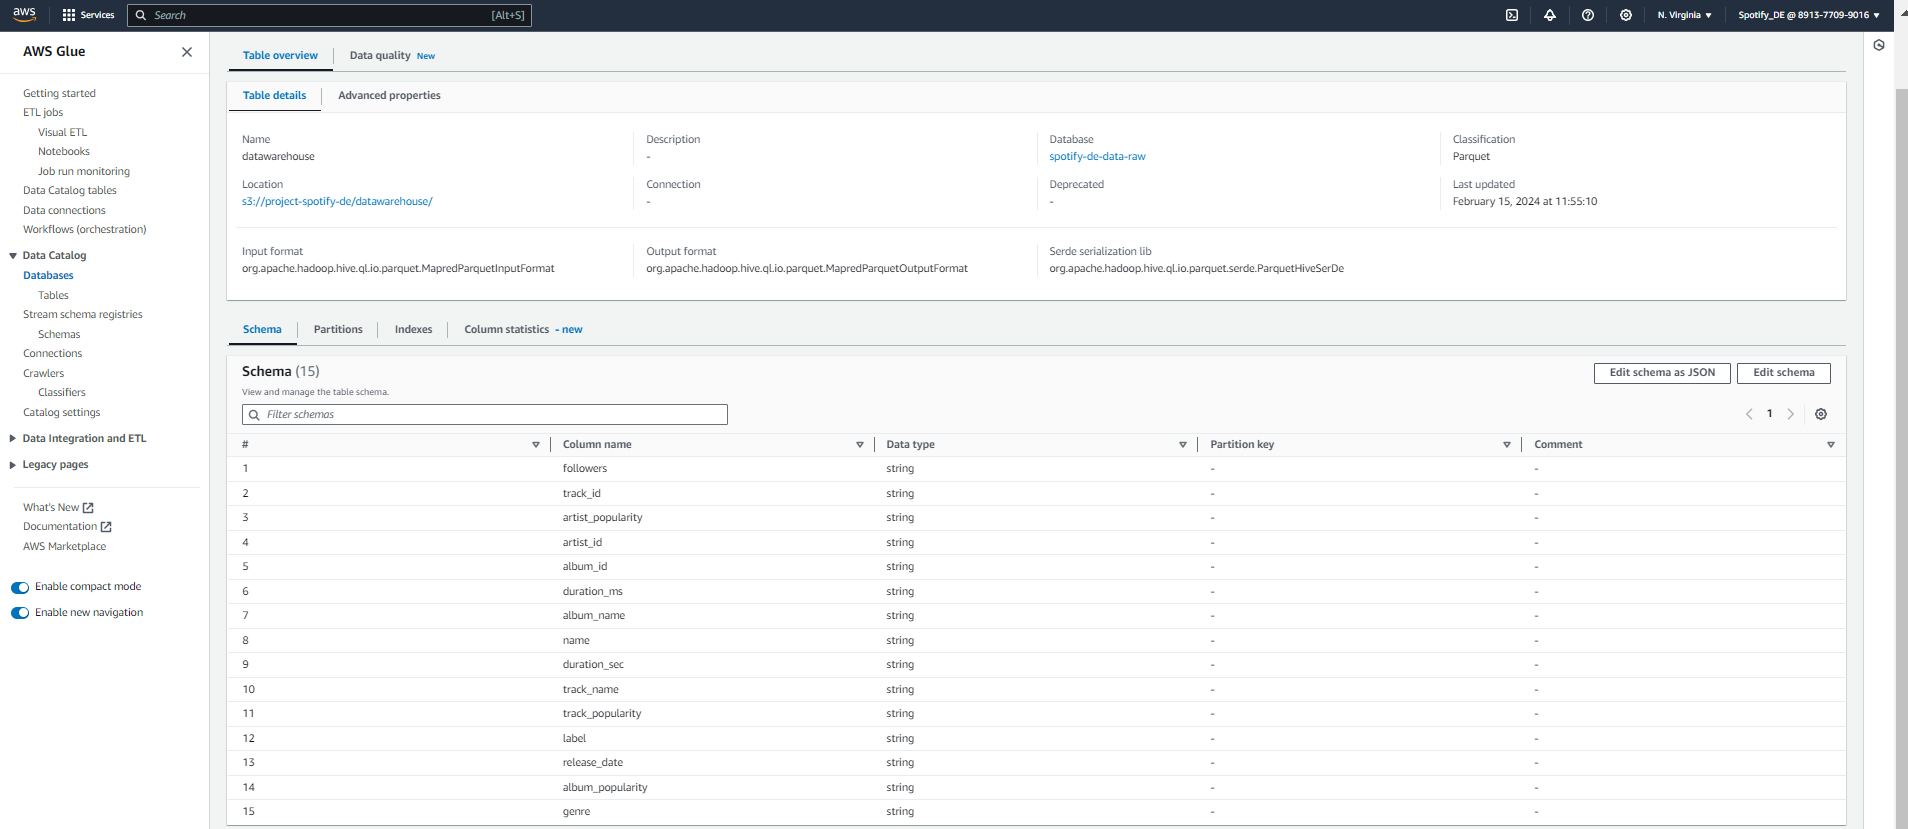 aws Services Search [Alt+S] N. Virginia Spotify_DE @ 8913-7709-9016
AWS Glue
Getting started
ETL jobs
Visual ETL
Notebooks
Job run monitoring
Data Catalog tables
Data connections
Workflows (orchestration)
Data Catalog
Databases
Tables
Stream schema registries
Schemas
Connections
Crawlers
Classifiers
Catalog settings
Data Integration and ETL
Legacy pages
What's New
Documentation
AWS Marketplace
Enable compact mode
Enable new navigation
Table overview Data quality New
Table details Advanced properties
Name Description Database Classification
datawarehouse - spotify-de-data-raw Parquet
Location Connection Deprecated Last updated
s3://project-spotify-de/datawarehouse/ - - February 15, 2024 at 11:55:10
Input format Output format Serde serialization lib
org.apache.hadoop.hive.ql.io.parquet.MapredParquetInputFormat org.apache.hadoop.hive.ql.io.parquet.MapredParquetOutputFormat org.apache.hadoop.hive.ql.io.parquet.serde.ParquetHiveSerDe
Schema Partitions Indexes Column statistics - new
Schema (15) Edit schema as JSON Edit schema
View and manage the table schema.
Filter schemas 1
# Column name Data type Partition key Comment
1 followers string - -
2 track_id string - -
3 artist_popularity string - -
4 artist_id string - -
5 album_id string - -
6 duration_ms string - -
7 album_name string - -
8 name string - -
9 duration_sec string - -
10 track_name string - -
11 track_popularity string - -
12 label string - -
13 release_date string - -
14 album_popularity string - -
15 genre string - -